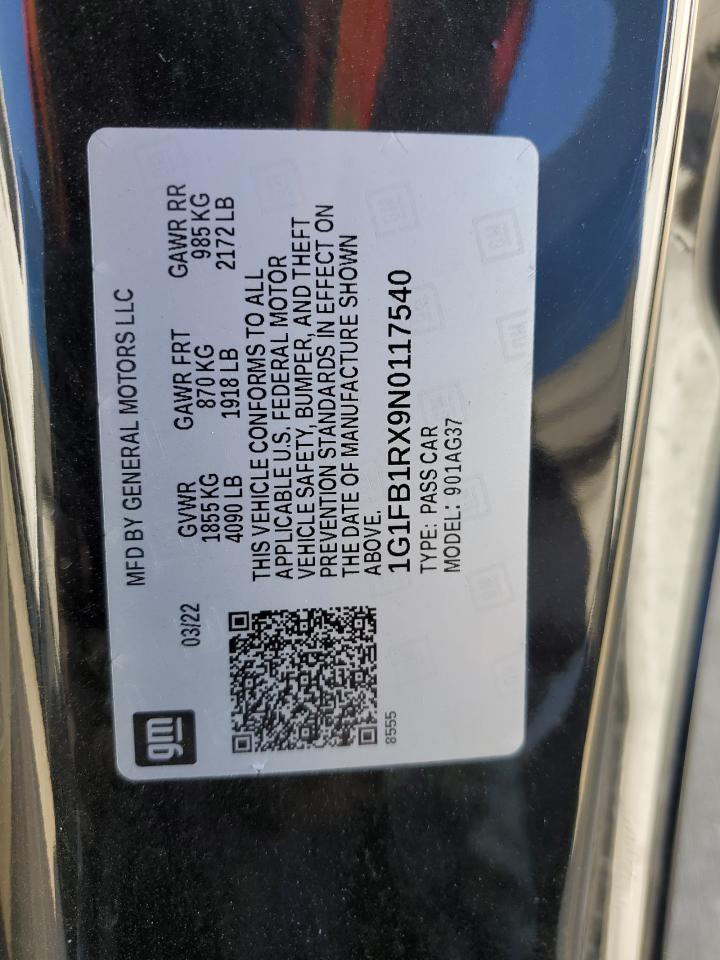 gm
MFD BY GENERAL MOTORS LLC
03/22
GVWR GAWR FRT GAWR RR
1855 KG 870 KG 985 KG
4090 LB 1918 LB 2172 LB
THIS VEHICLE CONFORMS TO ALL
APPLICABLE U.S. FEDERAL MOTOR
VEHICLE SAFETY, BUMPER, AND THEFT
PREVENTION STANDARDS IN EFFECT ON
THE DATE OF MANUFACTURE SHOWN
ABOVE.
1G1FB1RX9N0117540
TYPE: PASS CAR
MODEL: 901AG37
8555